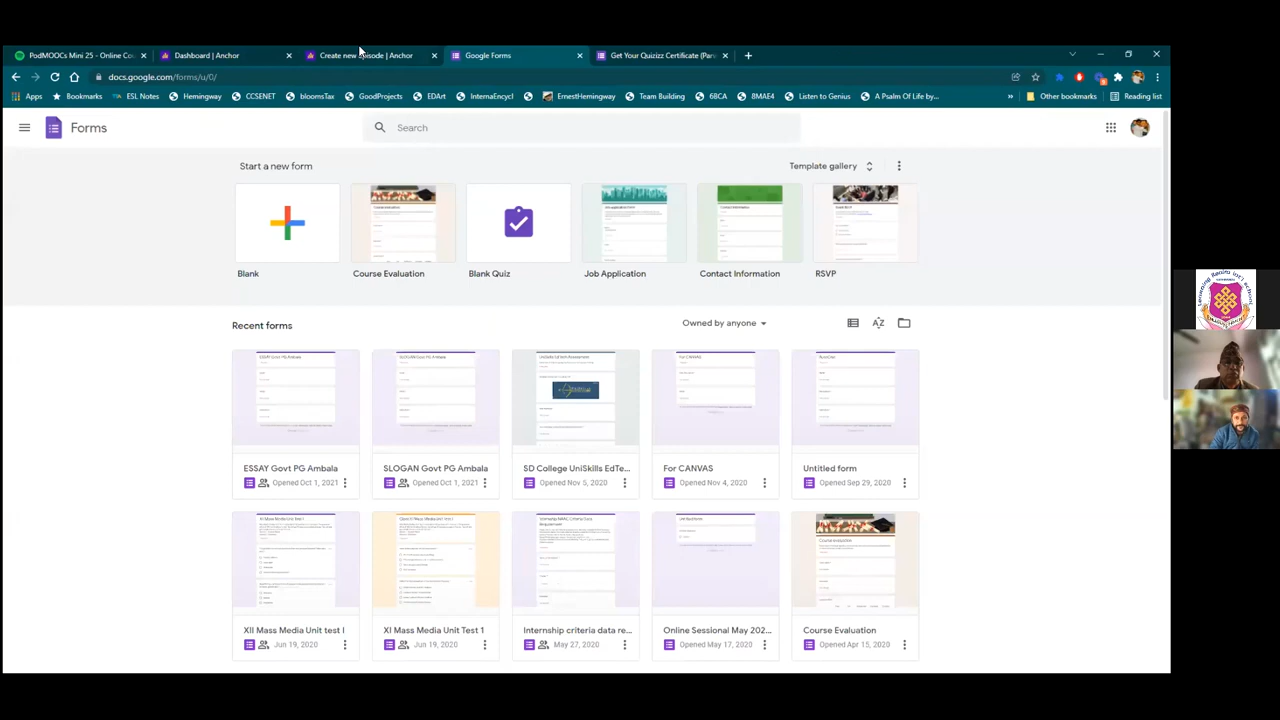 PodMOOCs Mini 25 - Online Co
Dashboard | Anchor
Create new episode | Anchor
Google Forms
Get Your Quizizz Certificate (Par
docs.google.com/forms/u/0/
Apps
Bookmarks
ESL Notes
Hemingway
CCSENET
bloomsTax
GoodProjects
EDArt
InternaEncycl
ErnestHemingway
Team Building
6BCA
8MAE4
Listen to Genius
A Psalm Of Life by...
»
Other bookmarks
Reading list
Forms
Search
Start a new form
Template gallery
Blank
Course Evaluation
Blank Quiz
Job Application
Contact Information
RSVP
Recent forms
Owned by anyone
ESSAY Govt PG Ambala
Opened Oct 1, 2021
SLOGAN Govt PG Ambala
Opened Oct 1, 2021
SD College UniSkills EdTe...
Opened Nov 5, 2020
For CANVAS
Opened Nov 4, 2020
Untitled form
Opened Sep 29, 2020
XII Mass Media Unit test I
Jun 19, 2020
XI Mass Media Unit Test 1
Jun 19, 2020
Internship criteria data re...
May 27, 2020
Online Sessional May 202...
Opened May 17, 2020
Course Evaluation
Opened Apr 15, 2020